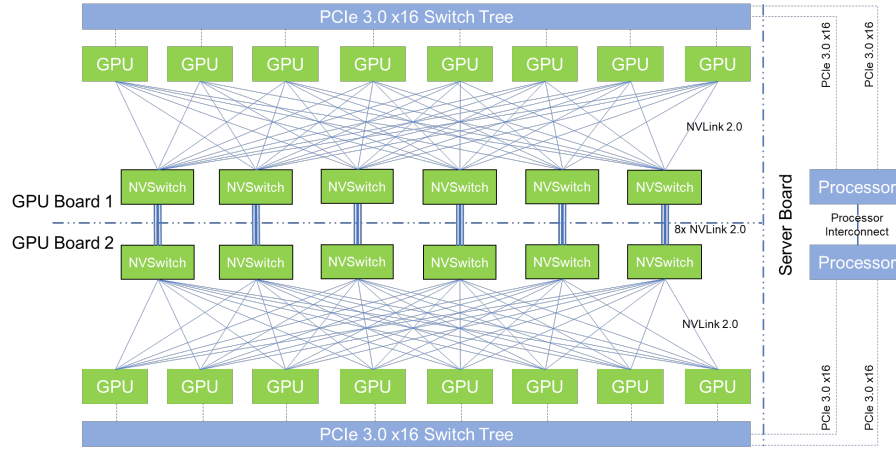 PCIe 3.0 x16 Switch Tree
GPU GPU GPU GPU GPU GPU GPU GPU
NVLink 2.0
NVSwitch NVSwitch NVSwitch NVSwitch NVSwitch NVSwitch
GPU Board 1
8x NVLink 2.0
GPU Board 2
NVSwitch NVSwitch NVSwitch NVSwitch NVSwitch NVSwitch
NVLink 2.0
GPU GPU GPU GPU GPU GPU GPU GPU
PCIe 3.0 x16 Switch Tree
Server Board
PCIe 3.0 x16
PCIe 3.0 x16
Processor
Processor
Interconnect
Processor
PCIe 3.0 x16
PCIe 3.0 x16